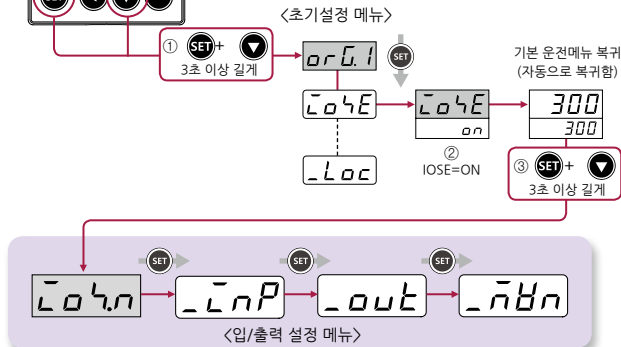 〈초기설정 메뉴〉
① SET + 
3초 이상 길게
orG.1
SET
기본 운전메뉴 복귀
(자동으로 복귀함)
ioSE
ioSE
on
300
300
②
IOSE=ON
_Loc
③ SET +
3초 이상 길게
SET
SET
SET
ioS.n
_inP
_out
_mAn
〈입/출력 설정 메뉴〉